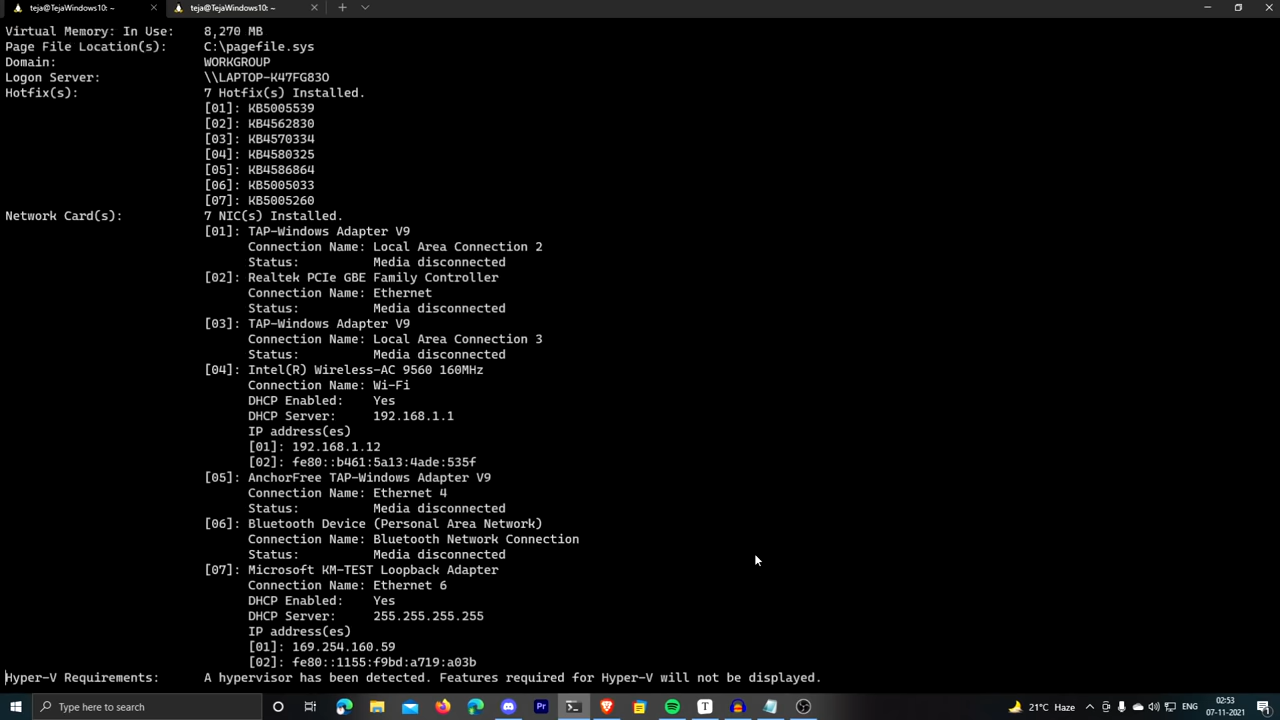 teja@TejaWindows10: ~
teja@TejaWindows10: ~
Virtual Memory: In Use: 8,270 MB
Page File Location(s): C:\pagefile.sys
Domain: WORKGROUP
Logon Server: \\LAPTOP-K47FG83O
Hotfix(s): 7 Hotfix(s) Installed.
[01]: KB5005539
[02]: KB4562830
[03]: KB4570334
[04]: KB4580325
[05]: KB4586864
[06]: KB5005033
[07]: KB5005260
Network Card(s): 7 NIC(s) Installed.
[01]: TAP-Windows Adapter V9
Connection Name: Local Area Connection 2
Status: Media disconnected
[02]: Realtek PCIe GBE Family Controller
Connection Name: Ethernet
Status: Media disconnected
[03]: TAP-Windows Adapter V9
Connection Name: Local Area Connection 3
Status: Media disconnected
[04]: Intel(R) Wireless-AC 9560 160MHz
Connection Name: Wi-Fi
DHCP Enabled: Yes
DHCP Server: 192.168.1.1
IP address(es)
[01]: 192.168.1.12
[02]: fe80::b461:5a13:4ade:535f
[05]: AnchorFree TAP-Windows Adapter V9
Connection Name: Ethernet 4
Status: Media disconnected
[06]: Bluetooth Device (Personal Area Network)
Connection Name: Bluetooth Network Connection
Status: Media disconnected
[07]: Microsoft KM-TEST Loopback Adapter
Connection Name: Ethernet 6
DHCP Enabled: Yes
DHCP Server: 255.255.255.255
IP address(es)
[01]: 169.254.160.59
[02]: fe80::1155:f9bd:a719:a03b
Hyper-V Requirements: A hypervisor has been detected. Features required for Hyper-V will not be displayed.
Type here to search
Pr
T
21°C Haze
02:53
07-11-2021
1